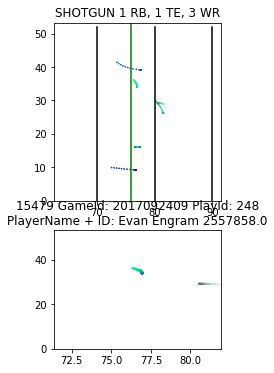 SHOTGUN 1 RB, 1 TE, 3 WR
50
40
30
20
10
0
70 80 90
15479 GameId: 2017092409 PlayId: 248
PlayerName + ID: Evan Engram 2557858.0
40
20
0
72.5 75.0 77.5 80.0